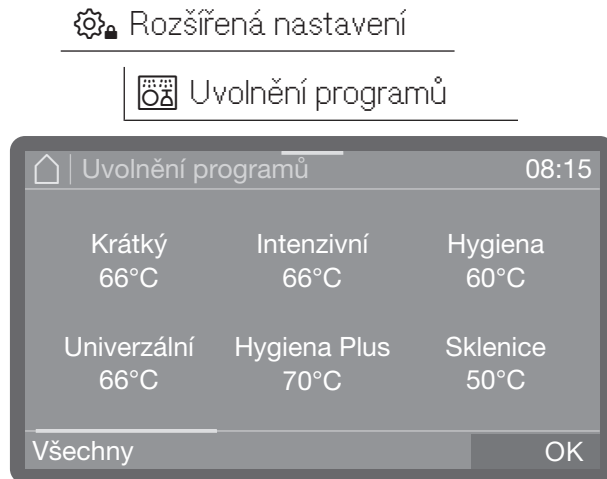 Rozšířená nastavení
Uvolnění programů
Uvolnění programů 08:15
Krátký Intenzivní Hygiena
66°C 66°C 60°C
Univerzální Hygiena Plus Sklenice
66°C 70°C 50°C
Všechny OK